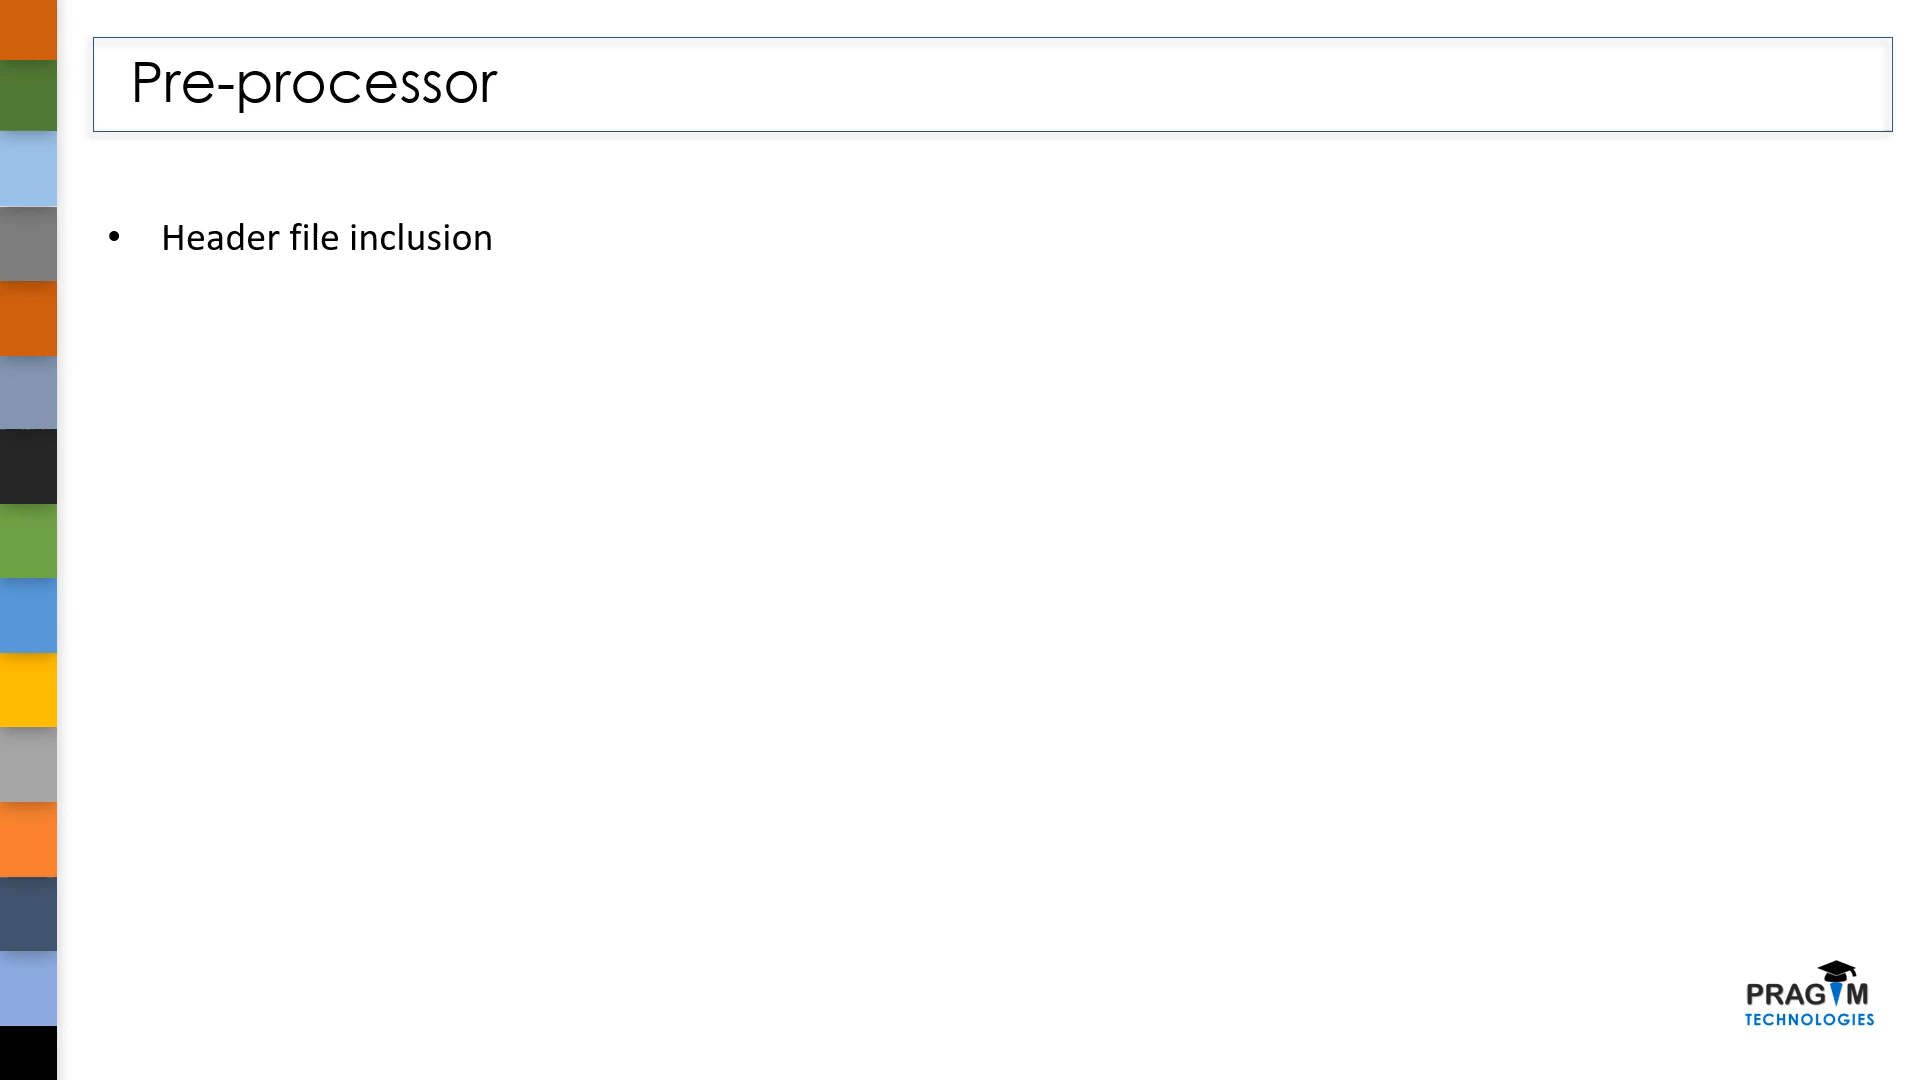 Pre-processor
• Header file inclusion
PRAGIM
TECHNOLOGIES